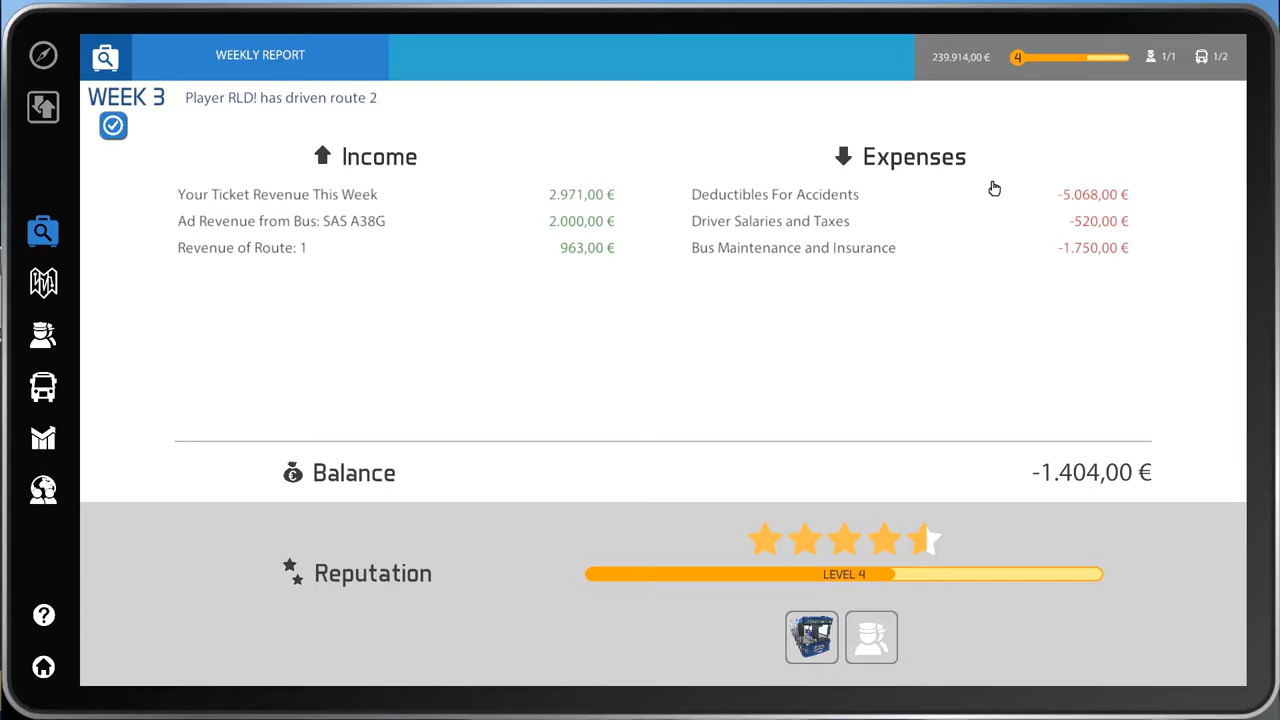 WEEKLY REPORT
239.914,00 €
4
1/1
1/2
WEEK 3
Player RLD! has driven route 2
Income
Expenses
Your Ticket Revenue This Week 2.971,00 €
Deductibles For Accidents -5.068,00 €
Ad Revenue from Bus: SAS A38G 2.000,00 €
Driver Salaries and Taxes -520,00 €
Revenue of Route: 1 963,00 €
Bus Maintenance and Insurance -1.750,00 €
Balance -1.404,00 €
Reputation
LEVEL 4